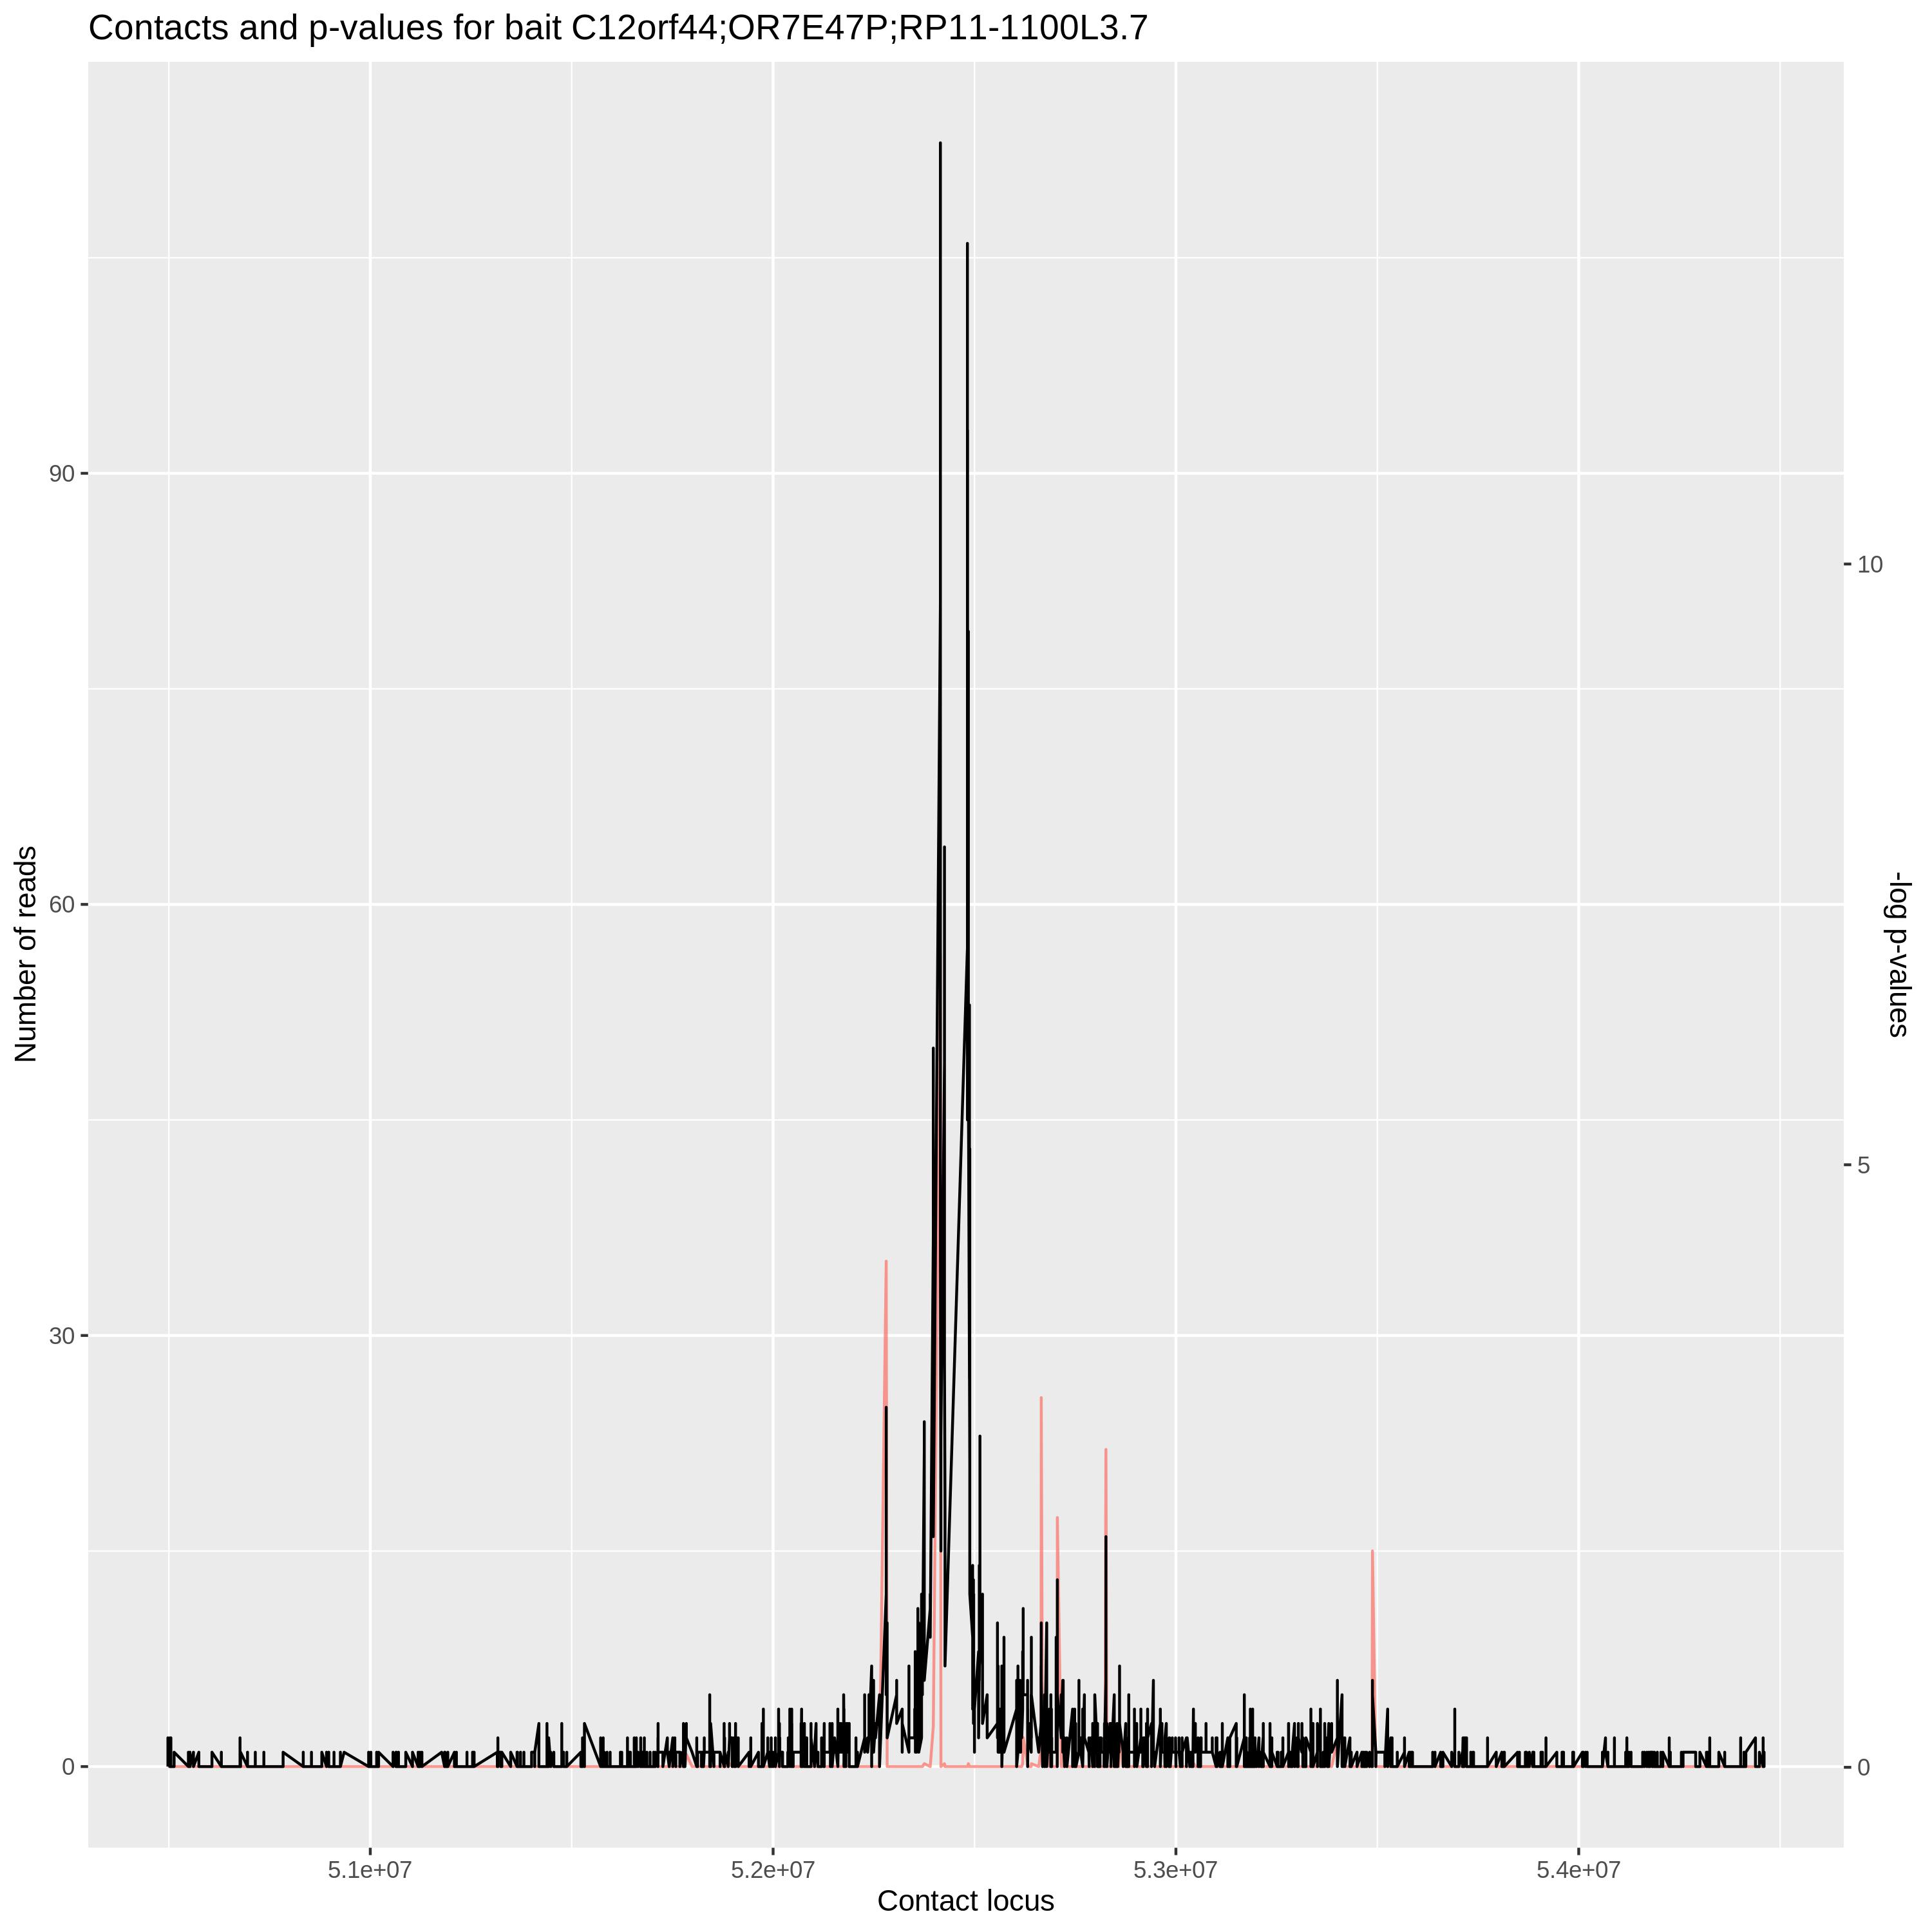 Contacts and p-values for bait C12orf44;OR7E47P;RP11-1100L3.7
90
60
30
0
Number of reads
10
5
0
-log p-values
5.1e+07
5.2e+07
5.3e+07
5.4e+07
Contact locus